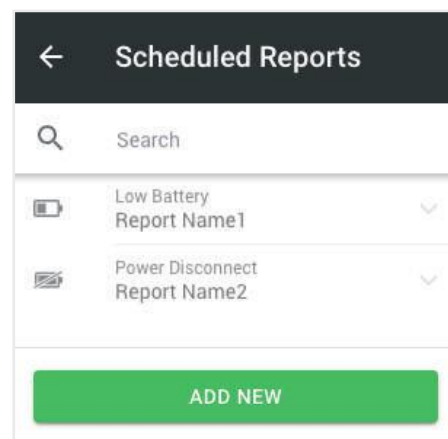 Scheduled Reports
Search
Low Battery
Report Name1
Power Disconnect
Report Name2
ADD NEW